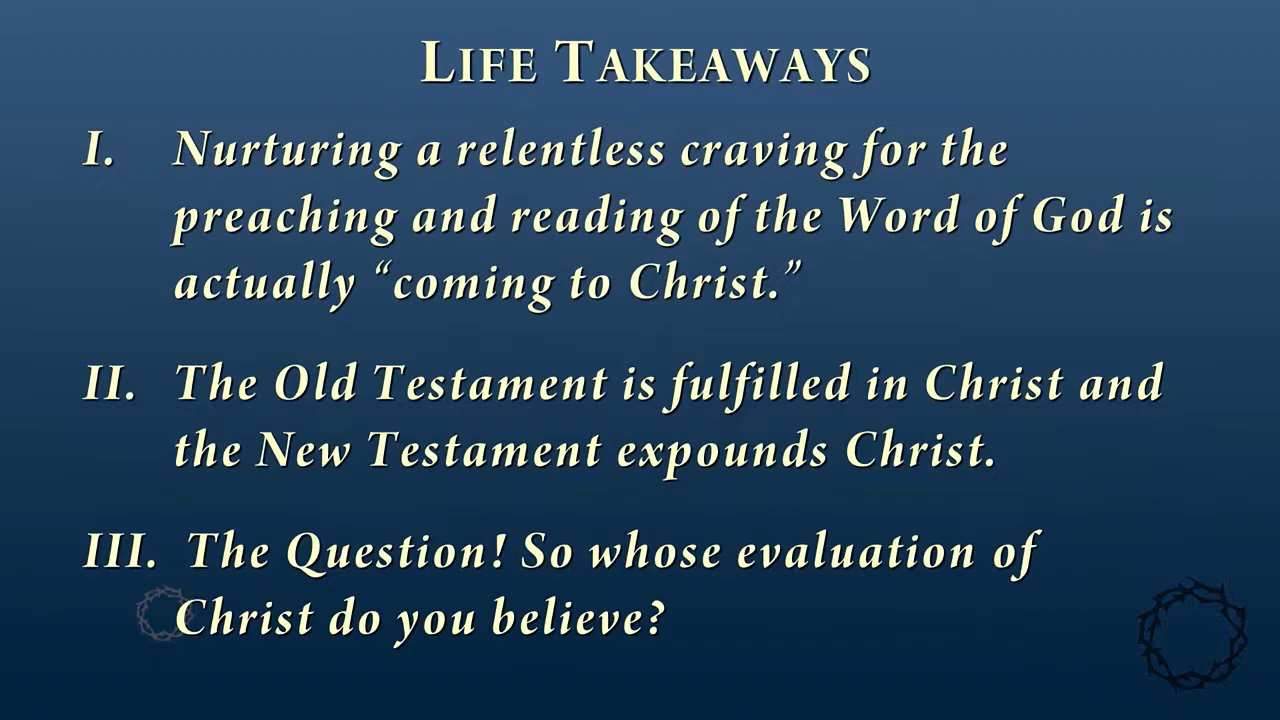 LIFE TAKEAWAYS
I. Nurturing a relentless craving for the
preaching and reading of the Word of God is
actually “coming to Christ.”
II. The Old Testament is fulfilled in Christ and
the New Testament expounds Christ.
III. The Question! So whose evaluation of
Christ do you believe?